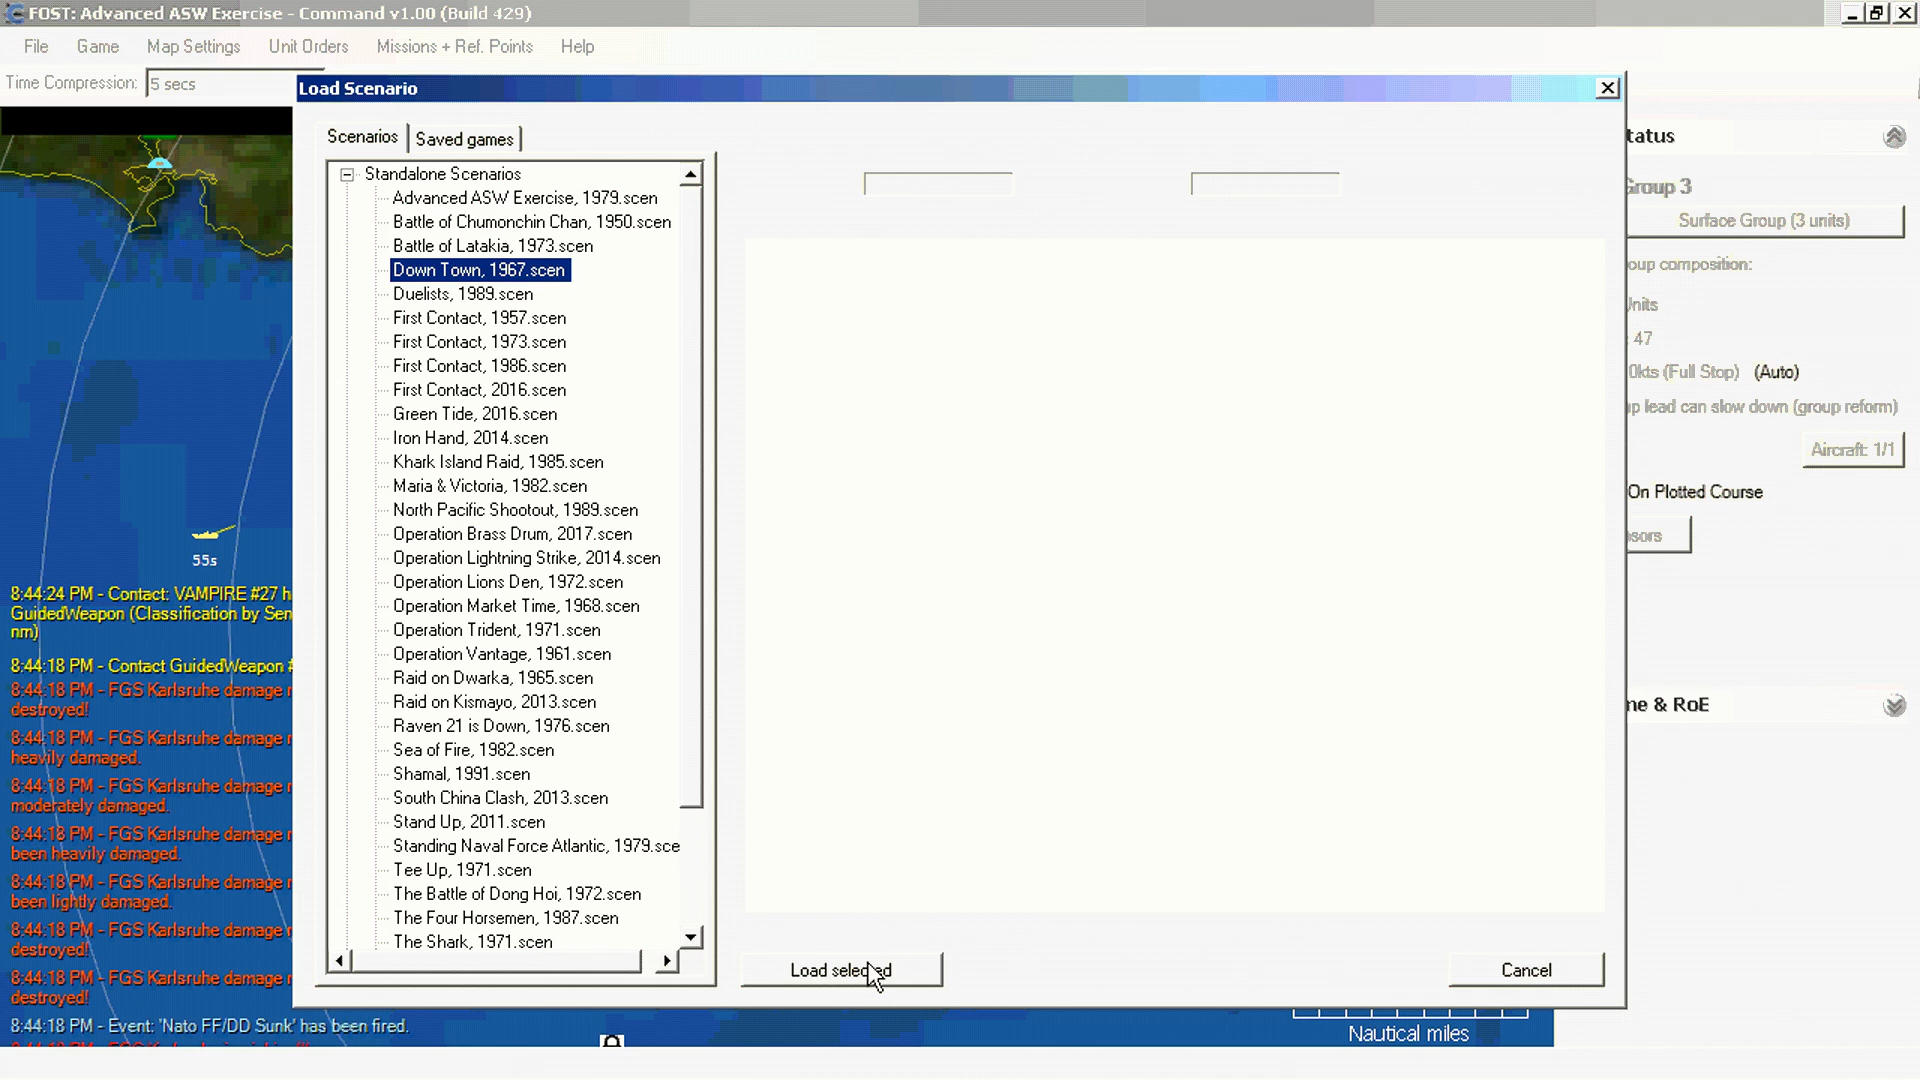 FOST: Advanced ASW Exercise - Command v1.00 (Build 429)
File Game Map Settings Unit Orders Missions + Ref. Points Help
Time Compression: 5 secs
Load Scenario
Scenarios Saved games
Standalone Scenarios
Advanced ASW Exercise, 1979.scen
Battle of Chumonchin Chan, 1950.scen
Battle of Latakia, 1973.scen
Down Town, 1967.scen
Duelists, 1989.scen
First Contact, 1957.scen
First Contact, 1973.scen
First Contact, 1986.scen
First Contact, 2016.scen
Green Tide, 2016.scen
Iron Hand, 2014.scen
Khark Island Raid, 1985.scen
Maria & Victoria, 1982.scen
North Pacific Shootout, 1989.scen
Operation Brass Drum, 2017.scen
Operation Lightning Strike, 2014.scen
Operation Lions Den, 1972.scen
Operation Market Time, 1968.scen
Operation Trident, 1971.scen
Operation Vantage, 1961.scen
Raid on Dwarka, 1965.scen
Raid on Kismayo, 2013.scen
Raven 21 is Down, 1976.scen
Sea of Fire, 1982.scen
Shamal, 1991.scen
South China Clash, 2013.scen
Stand Up, 2011.scen
Standing Naval Force Atlantic, 1979.sce
Tee Up, 1971.scen
The Battle of Dong Hoi, 1972.scen
The Four Horsemen, 1987.scen
The Shark, 1971.scen
Load selected
Cancel
55s
8:44:24 PM - Contact: VAMPIRE #27 h
GuidedWeapon (Classification by Sen
nm)
8:44:18 PM - Contact GuidedWeapon #
8:44:18 PM - FGS Karlsruhe damage r
destroyed!
8:44:18 PM - FGS Karlsruhe damage r
heavily damaged.
8:44:18 PM - FGS Karlsruhe damage r
moderately damaged.
8:44:18 PM - FGS Karlsruhe damage r
been heavily damaged.
8:44:18 PM - FGS Karlsruhe damage r
been lightly damaged.
8:44:18 PM - FGS Karlsruhe damage r
destroyed!
8:44:18 PM - FGS Karlsruhe damage r
destroyed!
8:44:18 PM - Event: 'Nato FF/DD Sunk' has been fired.
Nautical miles
tatus
Group 3
Surface Group (3 units)
oup composition:
Units
: 47
0kts (Full Stop) (Auto)
up lead can slow down (group reform)
Aircraft: 1/1
On Plotted Course
sors
ne & RoE